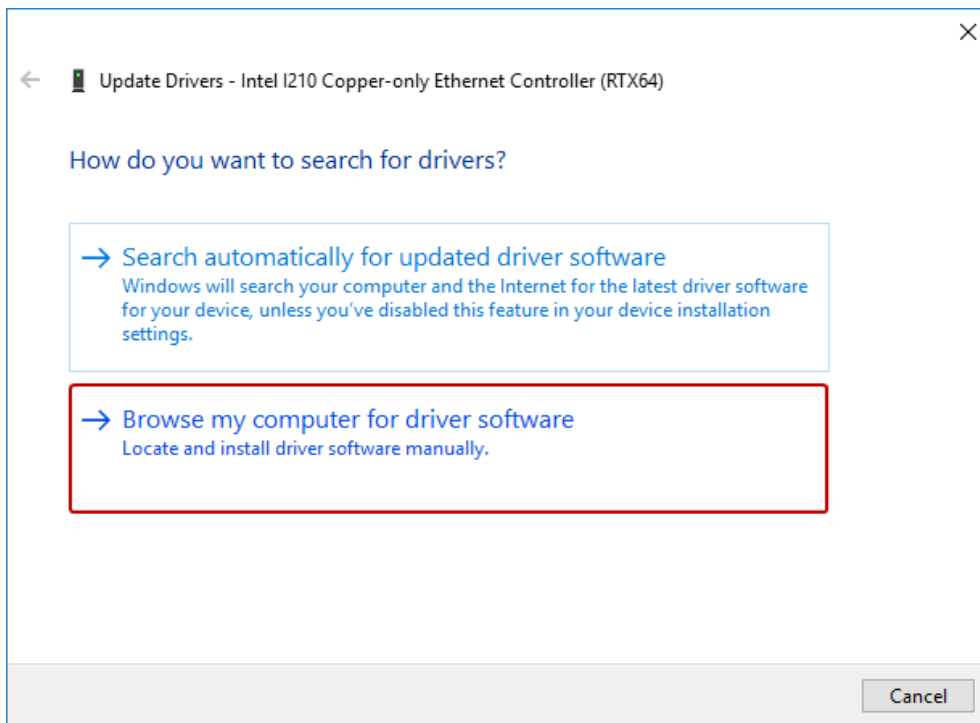 Update Drivers - Intel I210 Copper-only Ethernet Controller (RTX64)
How do you want to search for drivers?
Search automatically for updated driver software
Windows will search your computer and the Internet for the latest driver software
for your device, unless you've disabled this feature in your device installation
settings.
Browse my computer for driver software
Locate and install driver software manually.
Cancel